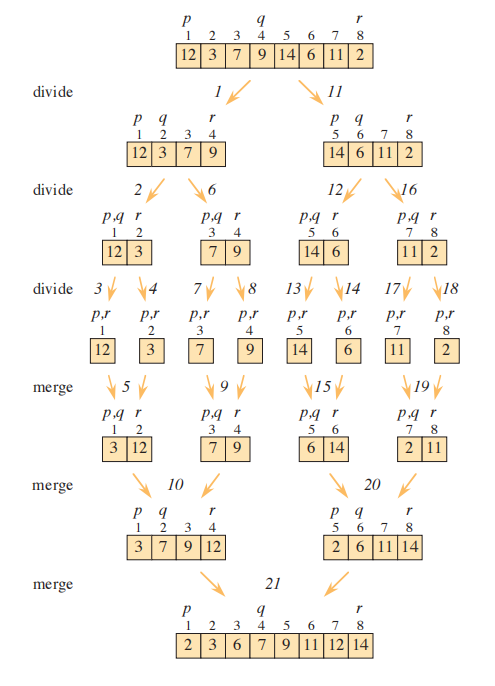 p q r
1 2 3 4 5 6 7 8
12 3 7 9 14 6 11 2
divide 1 11
p q r p q r
1 2 3 4 5 6 7 8
12 3 7 9 14 6 11 2
divide 2 6 12 16
p,q r p,q r p,q r p,q r
1 2 3 4 5 6 7 8
12 3 7 9 14 6 11 2
divide 3 4 7 8 13 14 17 18
p,r p,r p,r p,r p,r p,r p,r p,r
1 2 3 4 5 6 7 8
12 3 7 9 14 6 11 2
merge 5 9 15 19
p,q r p,q r p,q r p,q r
1 2 3 4 5 6 7 8
3 12 7 9 6 14 2 11
merge 10 20
p q r p q r
1 2 3 4 5 6 7 8
3 7 9 12 2 6 11 14
merge 21
p q r
1 2 3 4 5 6 7 8
2 3 6 7 9 11 12 14